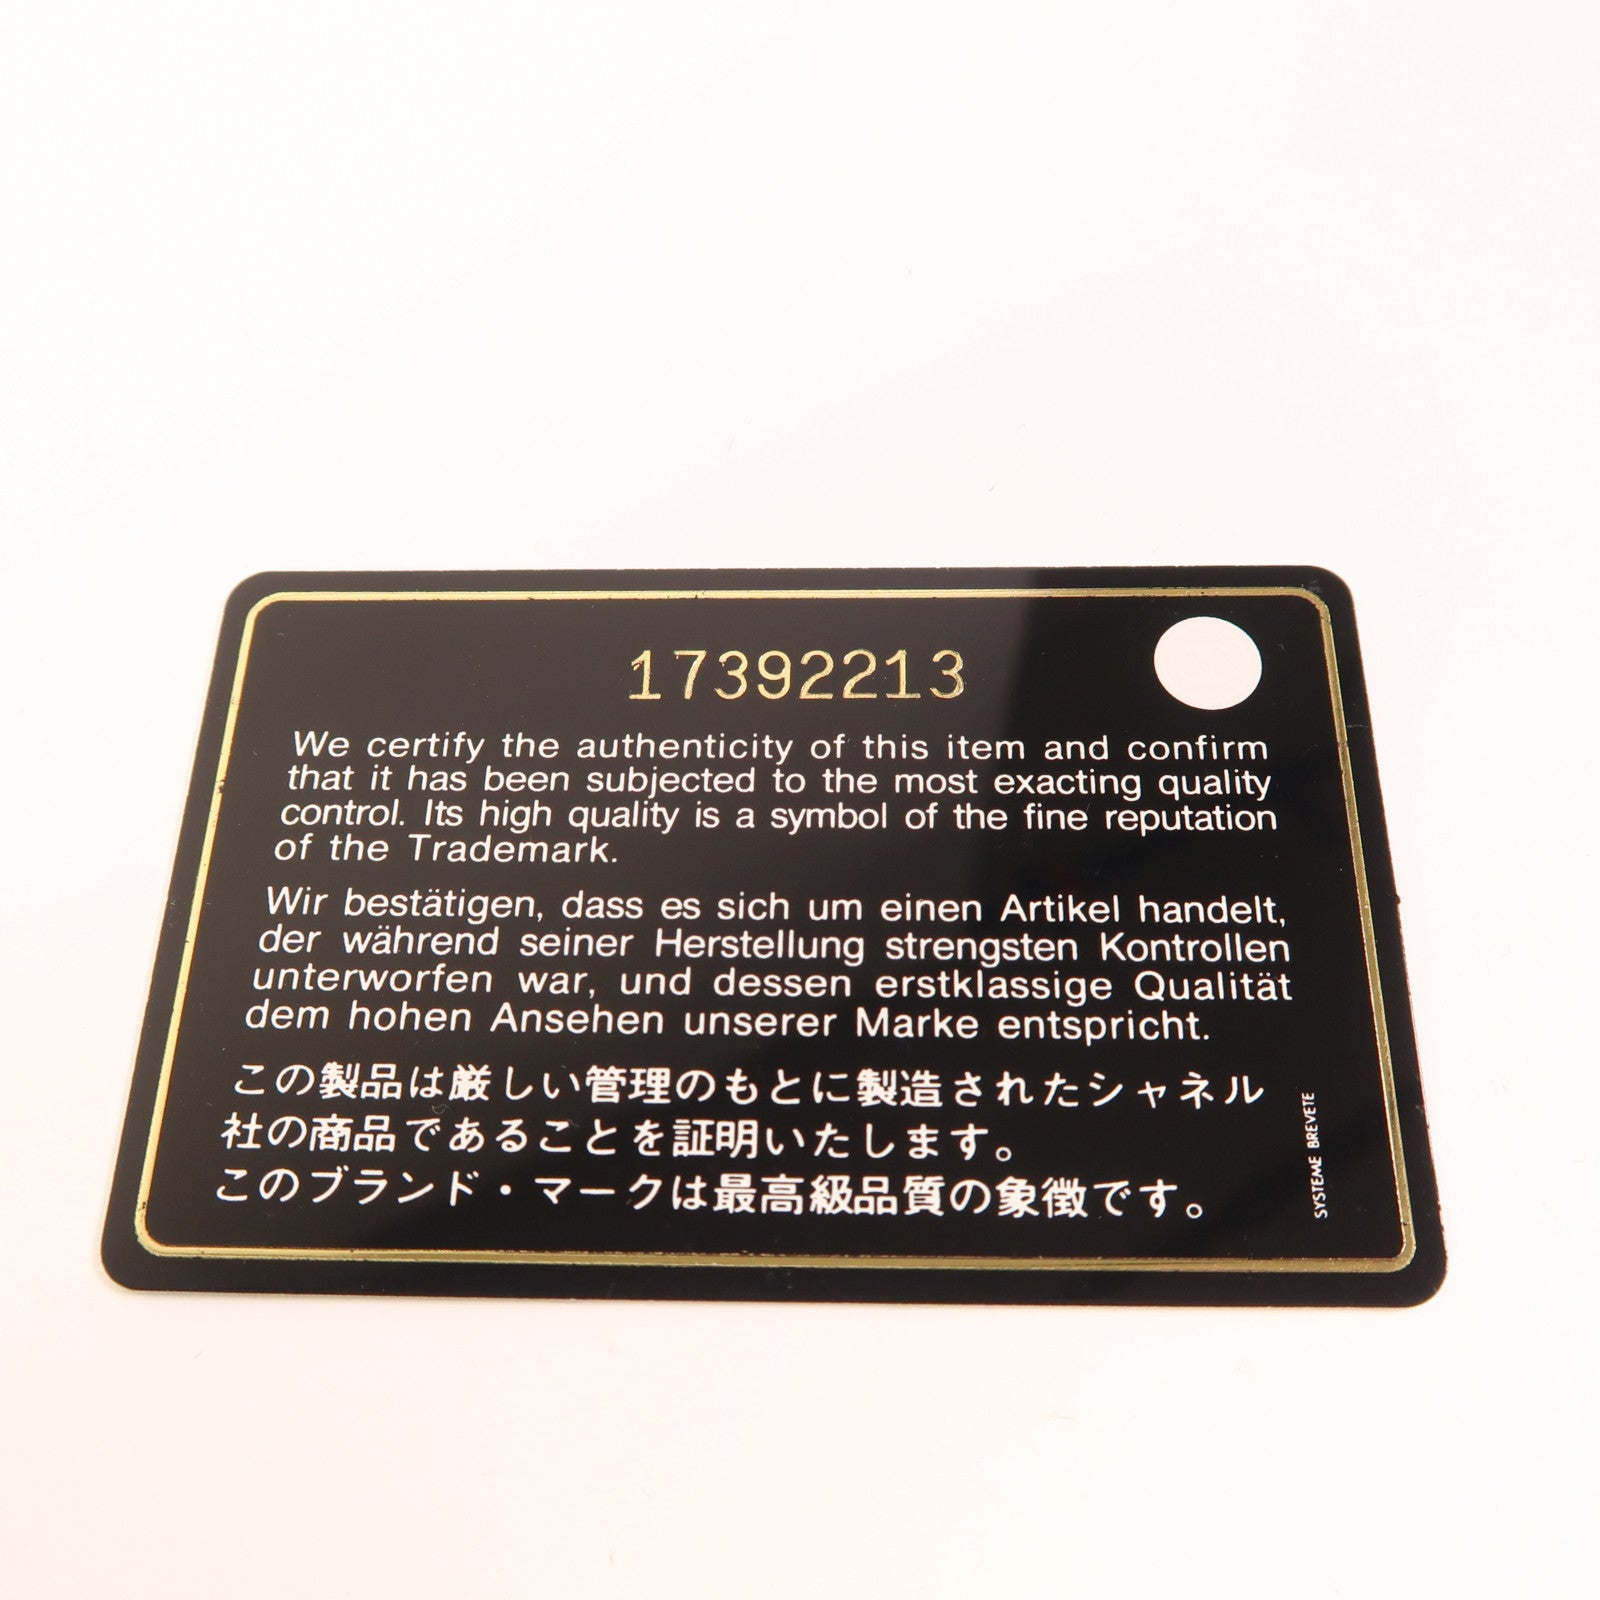 17392213
We certify the authenticity of this item and confirm
that it has been subjected to the most exacting quality
control. Its high quality is a symbol of the fine reputation
of the Trademark.
Wir bestätigen, dass es sich um einen Artikel handelt,
der während seiner Herstellung strengsten Kontrollen
unterworfen war, und dessen erstklassige Qualität
dem hohen Ansehen unserer Marke entspricht.
この製品は厳しい管理のもとに製造されたシャネル
社の商品であることを証明いたします。
このブランド・マークは最高級品質の象徴です。
SYSTEME BREVETE